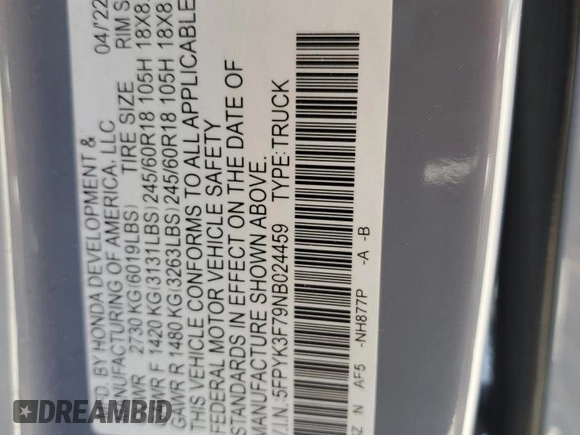 FD. BY HONDA DEVELOPMENT & 04/'22
MANUFACTURING OF AMERICA, LLC
2730 KG(6019LBS) TIRE SIZE RIM S
GAWR F 1420 KG(3131LBS)245/60R18 105H 18X8.
GAWR R 1480 KG(3263LBS)245/60R18 105H 18X8.
THIS VEHICLE CONFORMS TO ALL APPLICABLE
FEDERAL MOTOR VEHICLE SAFETY
STANDARDS IN EFFECT ON THE DATE OF
MANUFACTURE SHOWN ABOVE.
V.I.N.:5FPYK3F79NB024459 TYPE:TRUCK
N AF5 -NH877P -A -B
DREAMBID